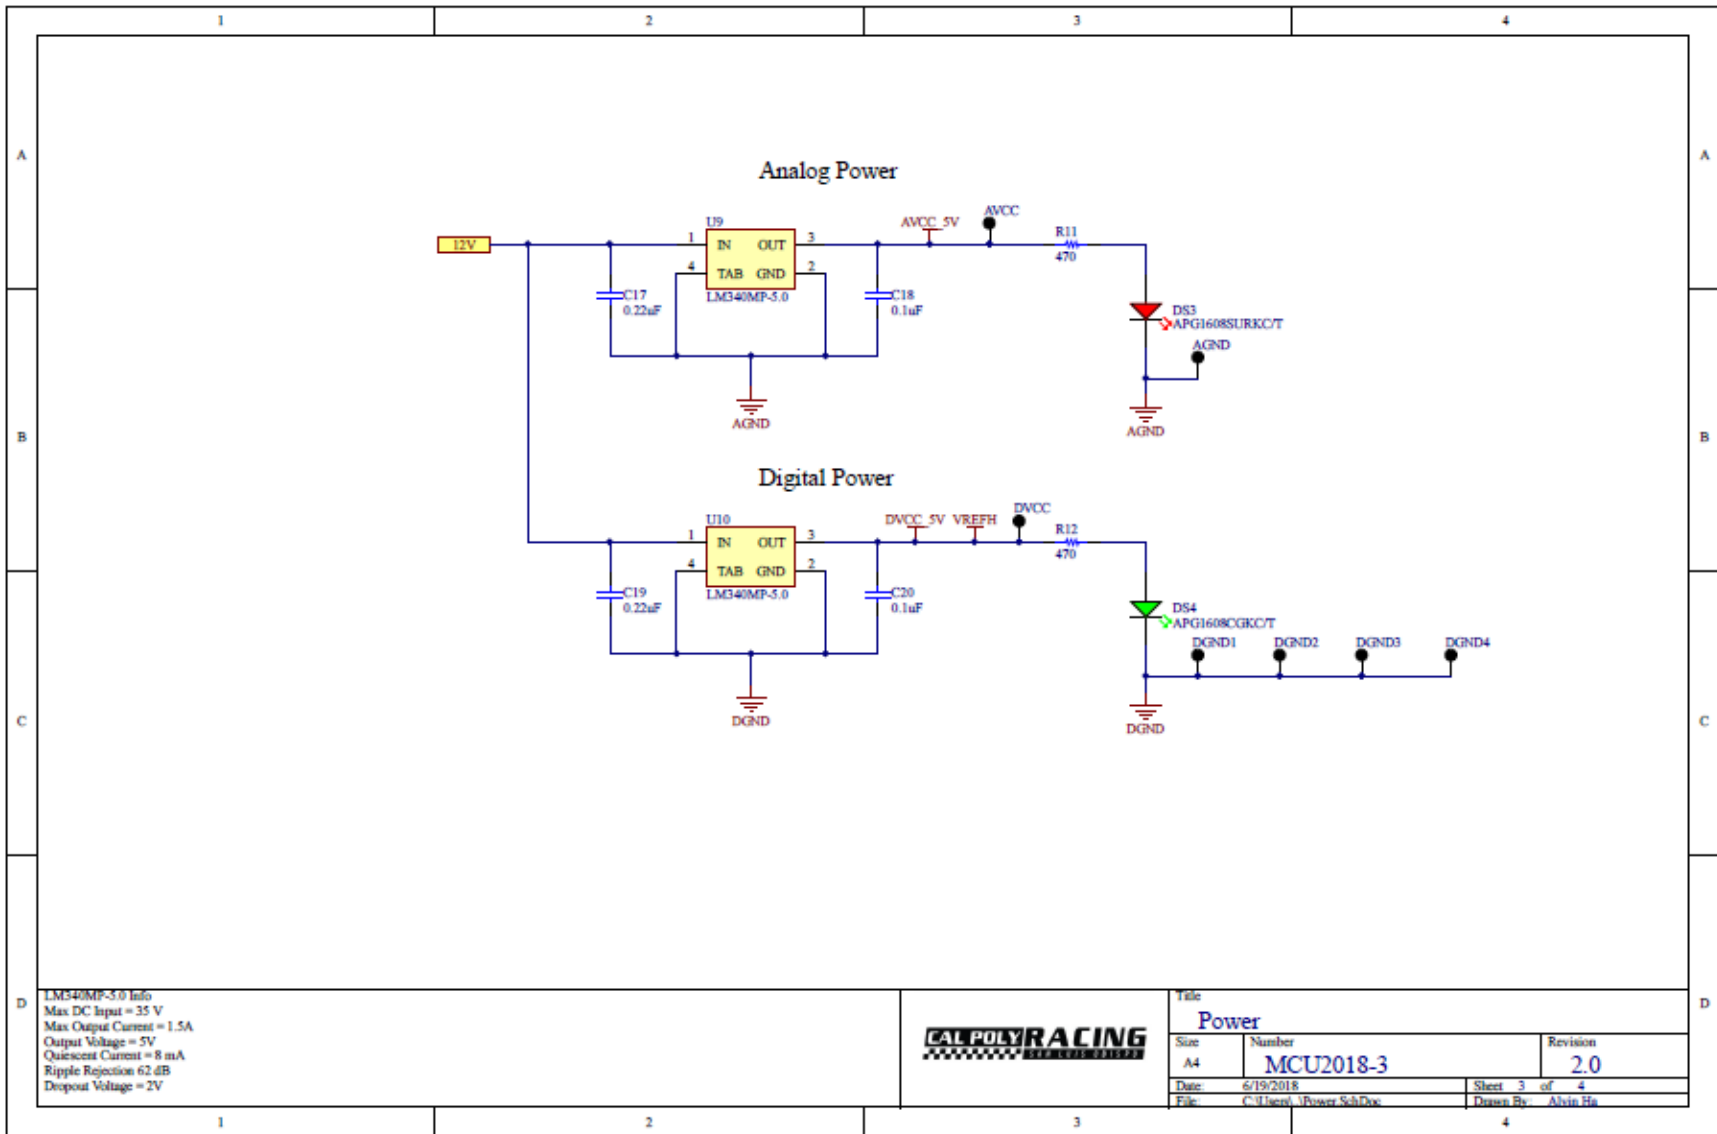 1 2 3 4
A A
Analog Power
12V
U9
1 IN OUT 3
4 TAB GND 2
LM340MP-5.0
C17
0.22uF
C18
0.1uF
AVCC_5V
AVCC
R11
470
DS3
APG1608SURKC/T
AGND
AGND
AGND
B B
Digital Power
U10
1 IN OUT 3
4 TAB GND 2
LM340MP-5.0
C19
0.22uF
C20
0.1uF
DVCC_5V VREFH
DVCC
R12
470
DS4
APG1608CGKC/T
DGND1 DGND2 DGND3 DGND4
DGND
DGND
C C
D D
LM340MP-5.0 Info
Max DC Input = 35 V
Max Output Current = 1.5A
Output Voltage = 5V
Quiescent Current = 8 mA
Ripple Rejection 62 dB
Dropout Voltage = 2V
CAL POLY RACING
SAN LUIS OBISPO
Title
Power
Size Number Revision
A4 MCU2018-3 2.0
Date: 6/19/2018 Sheet 3 of 4
File: C:\Users\..\Power.SchDoc Drawn By: Alvin Ha
1 2 3 4